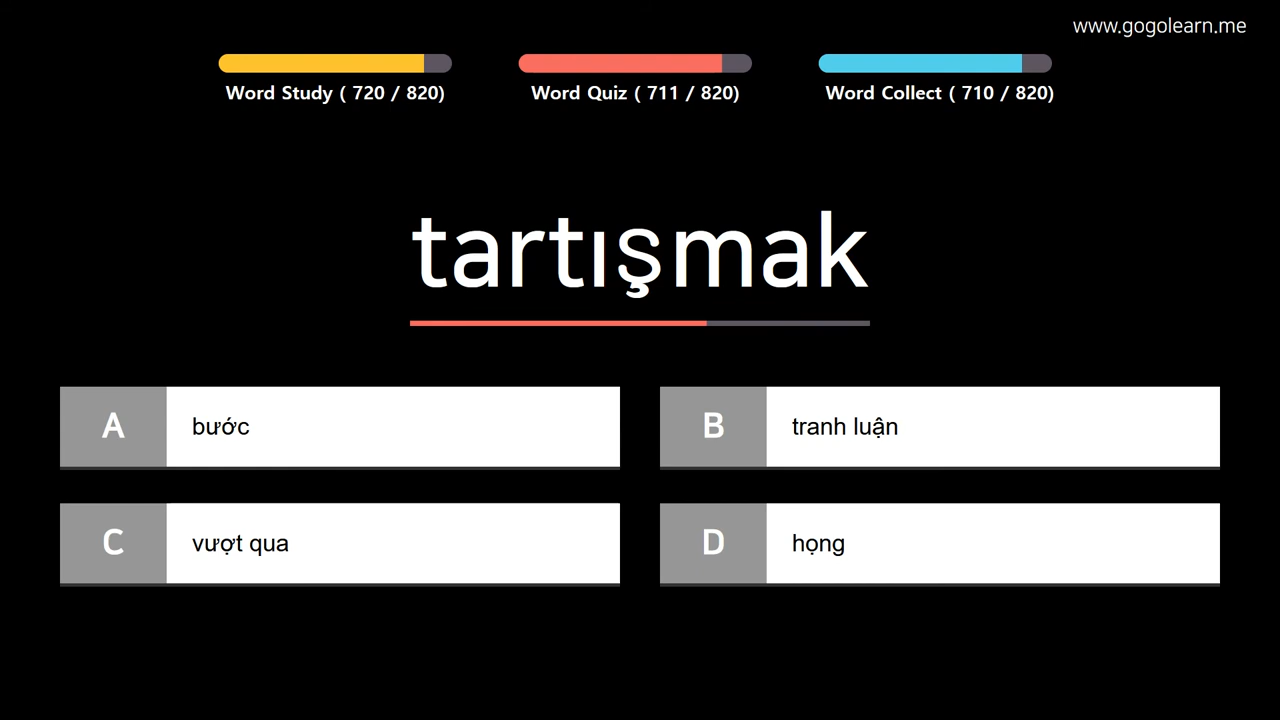 www.gogolearn.me
Word Study ( 720 / 820)
Word Quiz ( 711 / 820)
Word Collect ( 710 / 820)
tartışmak
A bước
B tranh luận
C vượt qua
D họng